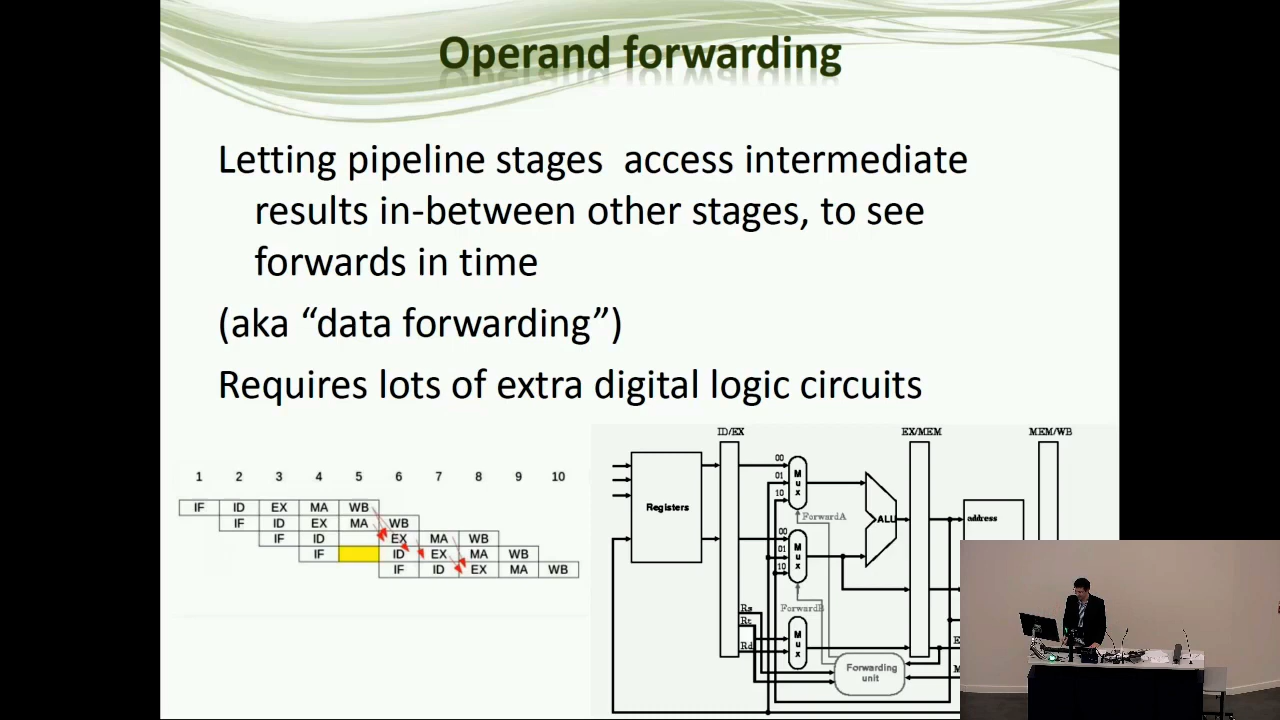 Operand forwarding
Letting pipeline stages  access intermediate
results in-between other stages, to see
forwards in time
(aka “data forwarding”)
Requires lots of extra digital logic circuits
1 2 3 4 5 6 7 8 9 10
IF ID EX MA WB
IF ID EX MA WB
IF ID EX MA WB
IF ID EX MA WB
IF ID EX MA WB
ID/EX EX/MEM MEM/WB
Registers
00
01
10
Mux
ForwardA
ALU
address
00
01
10
Mux
ForwardB
Rs
Rt
Rd
Mux
Forwarding
unit